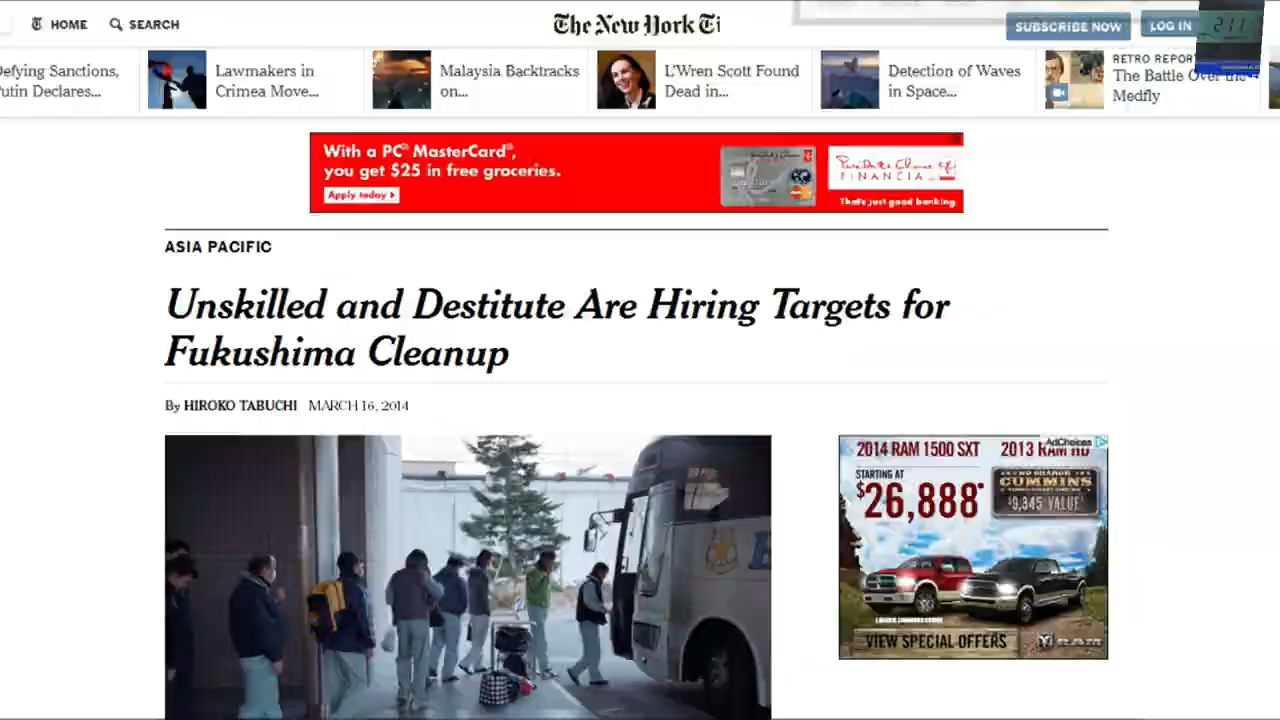 HOME
SEARCH
The New York Ti
SUBSCRIBE NOW
LOG IN
211
Defying Sanctions,
Putin Declares...
Lawmakers in
Crimea Move...
Malaysia Backtracks
on...
L'Wren Scott Found
Dead in...
Detection of Waves
in Space...
RETRO REPORT
The Battle Over the
Medfly
With a PC® MasterCard®,
you get $25 in free groceries.
Apply today
FINANCIAL
That's just good banking.
ASIA PACIFIC
Unskilled and Destitute Are Hiring Targets for
Fukushima Cleanup
By HIROKO TABUCHI MARCH 16, 2014
AdChoices
2014 RAM 1500 SXT 2013 RAM HD
STARTING AT
$26,888*
CUMMINS
$9,345 VALUE
VIEW SPECIAL OFFERS
RAM